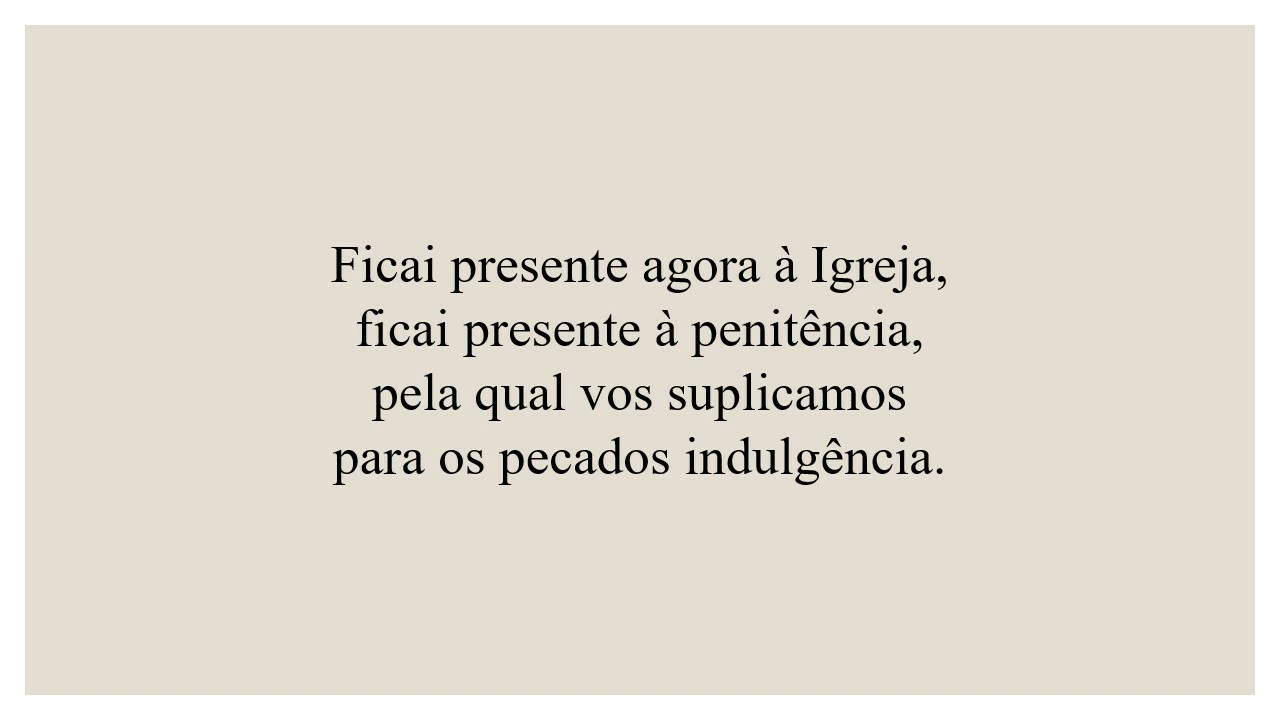 Ficai presente agora à Igreja,
ficai presente à penitência,
pela qual vos suplicamos
para os pecados indulgência.